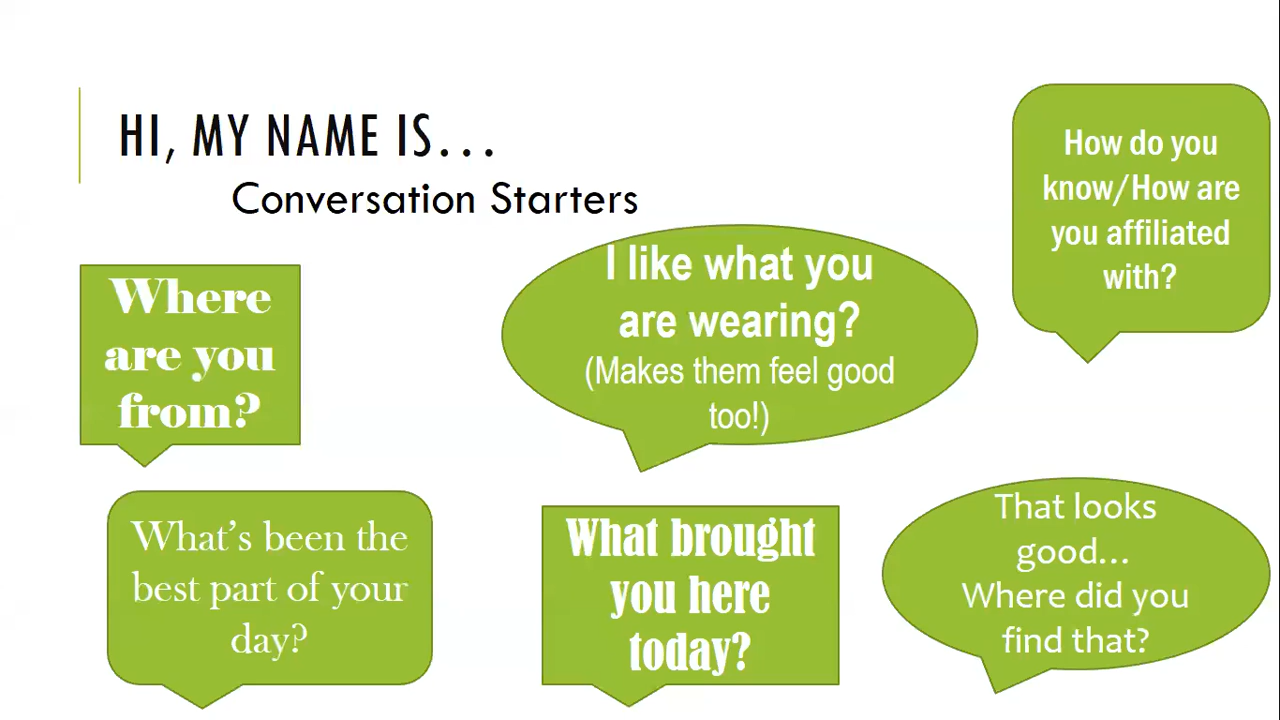 HI, MY NAME IS...
Conversation Starters
How do you
know/How are
you affiliated
with?
Where
are you
from?
I like what you
are wearing?
(Makes them feel good
too!)
What's been the
best part of your
day?
What brought
you here
today?
That looks
good...
Where did you
find that?